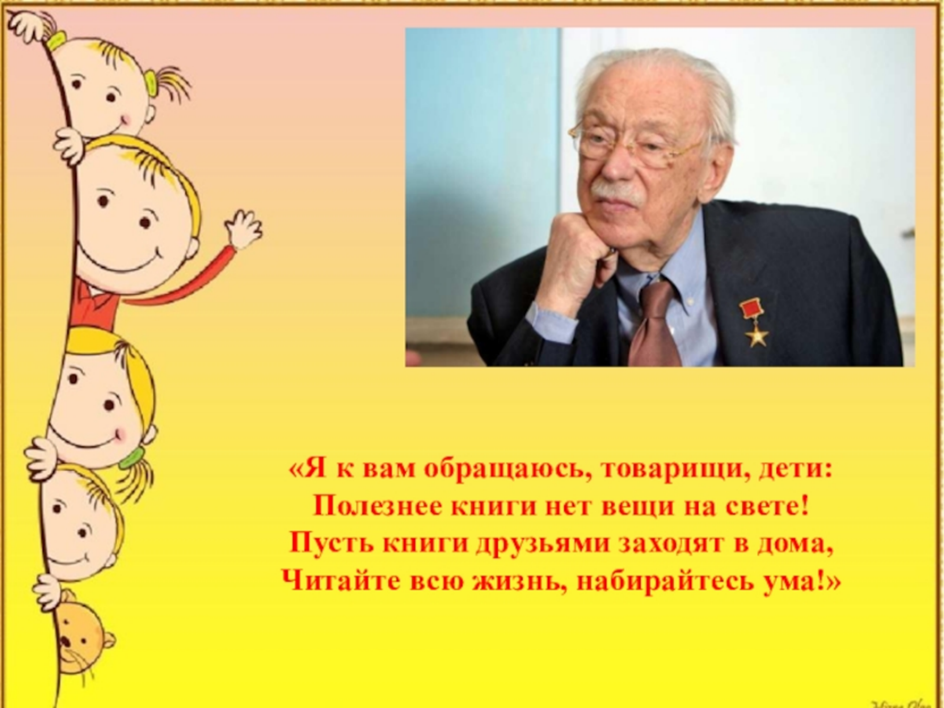 «Я к вам обращаюсь, товарищи, дети:
Полезнее книги нет вещи на свете!
Пусть книги друзьями заходят в дома,
Читайте всю жизнь, набирайтесь ума!»